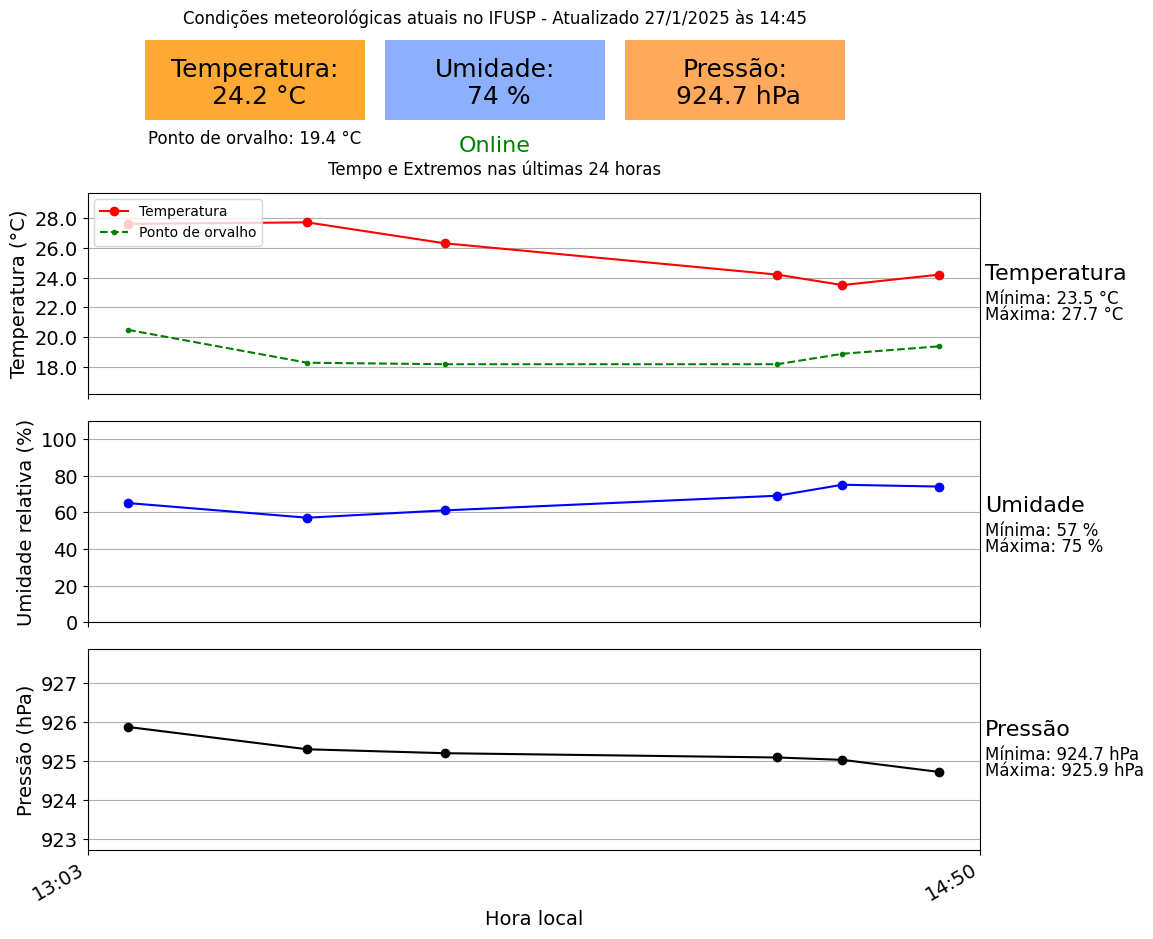 Condições meteorológicas atuais no IFUSP - Atualizado 27/1/2025 às 14:45
Temperatura:
24.2 °C
Umidade:
74 %
Pressão:
924.7 hPa
Ponto de orvalho: 19.4 °C
Online
Tempo e Extremos nas últimas 24 horas
Temperatura (°C)
28.0
26.0
24.0
22.0
20.0
18.0
Temperatura
Ponto de orvalho
Temperatura
Mínima: 23.5 °C
Máxima: 27.7 °C
Umidade relativa (%)
100
80
60
40
20
0
Umidade
Mínima: 57 %
Máxima: 75 %
Pressão (hPa)
927
926
925
924
923
Pressão
Mínima: 924.7 hPa
Máxima: 925.9 hPa
13:03
14:50
Hora local